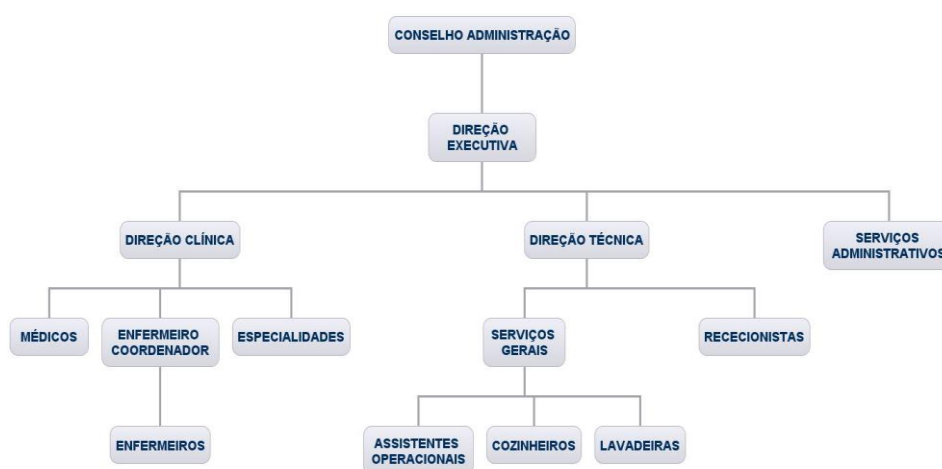 CONSELHO ADMINISTRAÇÃO
DIREÇÃO
EXECUTIVA
DIREÇÃO CLÍNICA
DIREÇÃO TÉCNICA
SERVIÇOS
ADMINISTRATIVOS
MÉDICOS
ENFERMEIRO
COORDENADOR
ESPECIALIDADES
SERVIÇOS
GERAIS
RECECIONISTAS
ENFERMEIROS
ASSISTENTES
OPERACIONAIS
COZINHEIROS
LAVADEIRAS